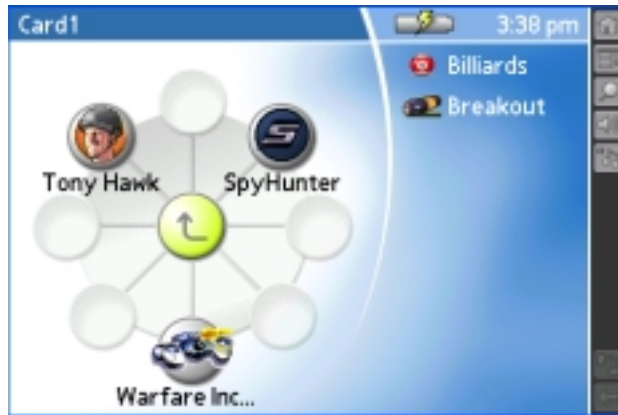 Card1
3:38 pm
Billiards
Breakout
Tony Hawk
SpyHunter
Warfare Inc...